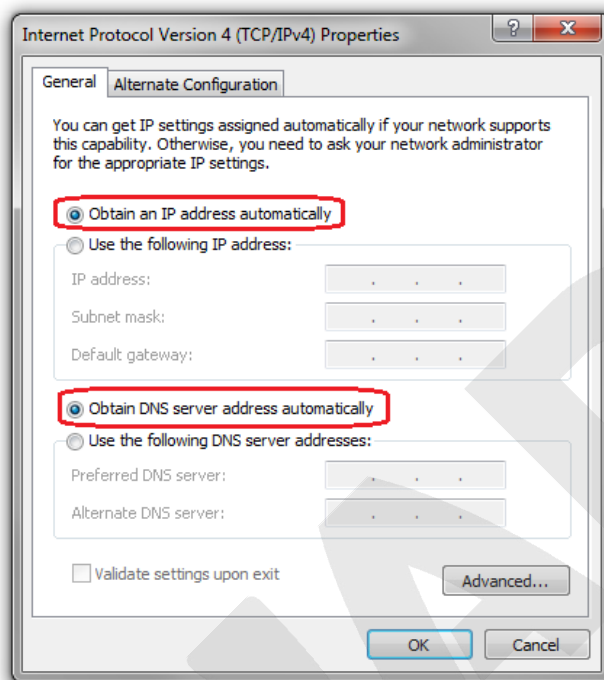 Internet Protocol Version 4 (TCP/IPv4) Properties
?
General
Alternate Configuration
You can get IP settings assigned automatically if your network supports
this capability. Otherwise, you need to ask your network administrator
for the appropriate IP settings.
Obtain an IP address automatically
Use the following IP address:
IP address:
Subnet mask:
Default gateway:
Obtain DNS server address automatically
Use the following DNS server addresses:
Preferred DNS server:
Alternate DNS server:
Validate settings upon exit
Advanced...
OK
Cancel